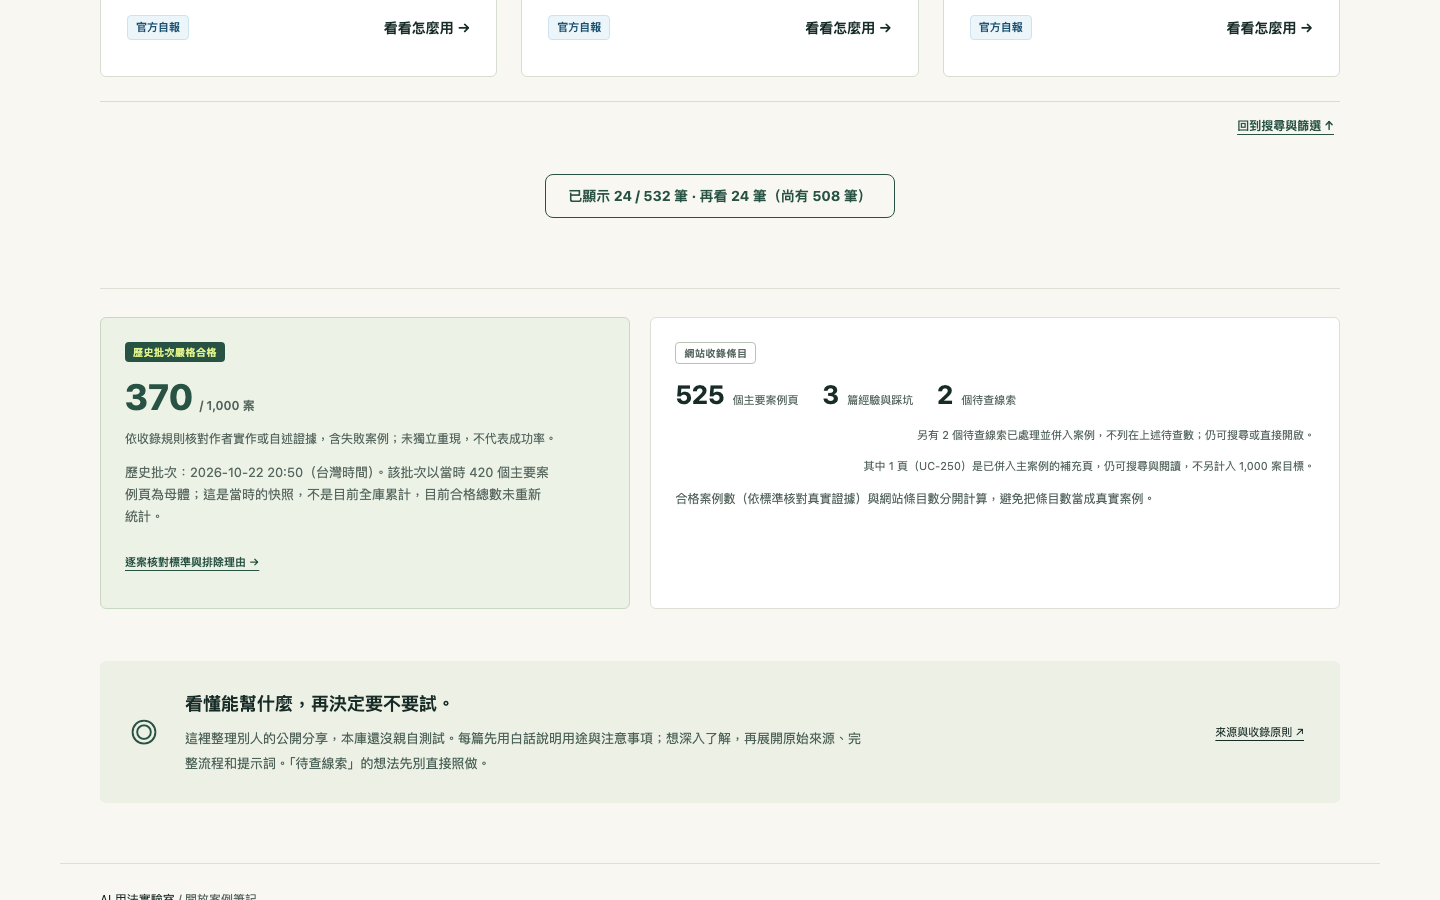 官方自報
看看怎麼用 →
官方自報
看看怎麼用 →
官方自報
看看怎麼用 →
回到搜尋與篩選 ↑
已顯示 24 / 532 筆 · 再看 24 筆（尚有 508 筆）
歷史批次嚴格合格
370 / 1,000 案
依收錄規則核對作者實作或自述證據，含失敗案例；未獨立重現，不代表成功率。
歷史批次：2026-10-22 20:50（台灣時間）。該批次以當時 420 個主要案
例頁為母體；這是當時的快照，不是目前全庫累計，目前合格總數未重新
統計。
逐案核對標準與排除理由 →
網站收錄條目
525 個主要案例頁 3 篇經驗與踩坑 2 個待查線索
另有 2 個待查線索已處理並併入案例，不列在上述待查數；仍可搜尋或直接開啟。
其中 1 頁（UC-250）是已併入主案例的補充頁，仍可搜尋與閱讀，不另計入 1,000 案目標。
合格案例數（依標準核對真實證據）與網站條目數分開計算，避免把條目數當成真實案例。
看懂能幫什麼，再決定要不要試。
這裡整理別人的公開分享，本庫還沒親自測試。每篇先用白話說明用途與注意事項；想深入了解，再展開原始來源、完
整流程和提示詞。「待查線索」的想法先別直接照做。
來源與收錄原則 ↗
AI 用法實驗室 / 開放案例筆記